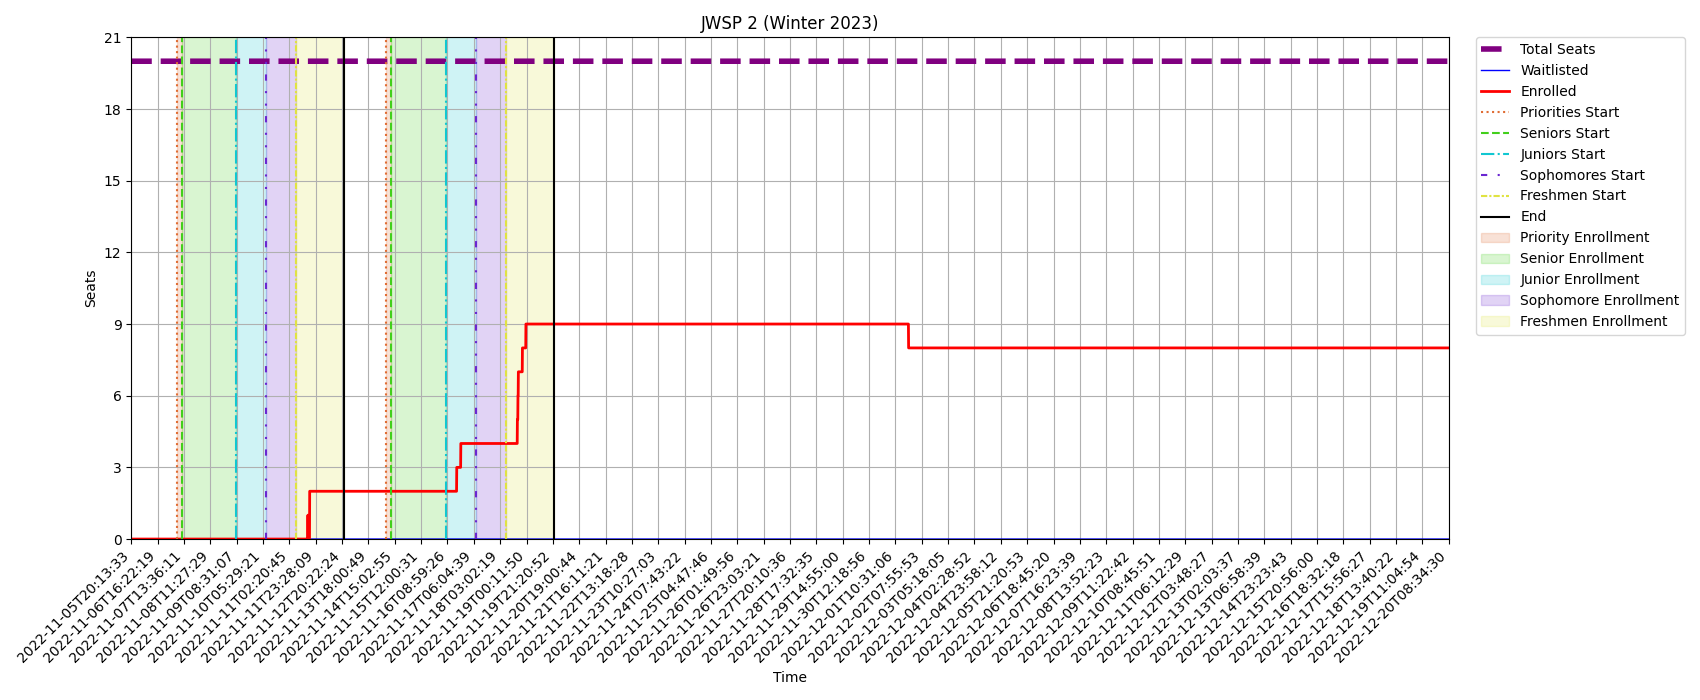 JWSP 2 (Winter 2023)
21
18
15
12
9
6
3
0
Seats
2022-11-05T20:13:33
2022-11-06T16:22:19
2022-11-07T13:36:11
2022-11-08T11:27:29
2022-11-09T08:31:07
2022-11-10T05:29:21
2022-11-11T02:20:45
2022-11-11T23:28:09
2022-11-12T20:22:24
2022-11-13T18:00:49
2022-11-14T15:02:55
2022-11-15T12:00:31
2022-11-16T08:59:26
2022-11-17T06:04:39
2022-11-18T03:02:19
2022-11-19T00:11:50
2022-11-19T21:20:52
2022-11-20T19:00:44
2022-11-21T16:11:21
2022-11-22T13:18:28
2022-11-23T10:27:03
2022-11-24T07:43:22
2022-11-25T04:47:46
2022-11-26T01:49:56
2022-11-26T23:03:21
2022-11-27T20:10:36
2022-11-28T17:32:35
2022-11-29T14:55:00
2022-11-30T12:18:56
2022-12-01T10:31:06
2022-12-02T07:55:53
2022-12-03T05:18:05
2022-12-04T02:28:52
2022-12-04T23:58:12
2022-12-05T21:20:53
2022-12-06T18:45:20
2022-12-07T16:23:39
2022-12-08T13:52:23
2022-12-09T11:22:42
2022-12-10T08:45:51
2022-12-11T06:12:29
2022-12-12T03:48:27
2022-12-13T02:03:37
2022-12-13T06:58:39
2022-12-14T23:23:43
2022-12-15T20:56:00
2022-12-16T18:32:18
2022-12-17T15:56:27
2022-12-18T13:40:22
2022-12-19T11:04:54
2022-12-20T08:34:30
Time
Total Seats
Waitlisted
Enrolled
Priorities Start
Seniors Start
Juniors Start
Sophomores Start
Freshmen Start
End
Priority Enrollment
Senior Enrollment
Junior Enrollment
Sophomore Enrollment
Freshmen Enrollment